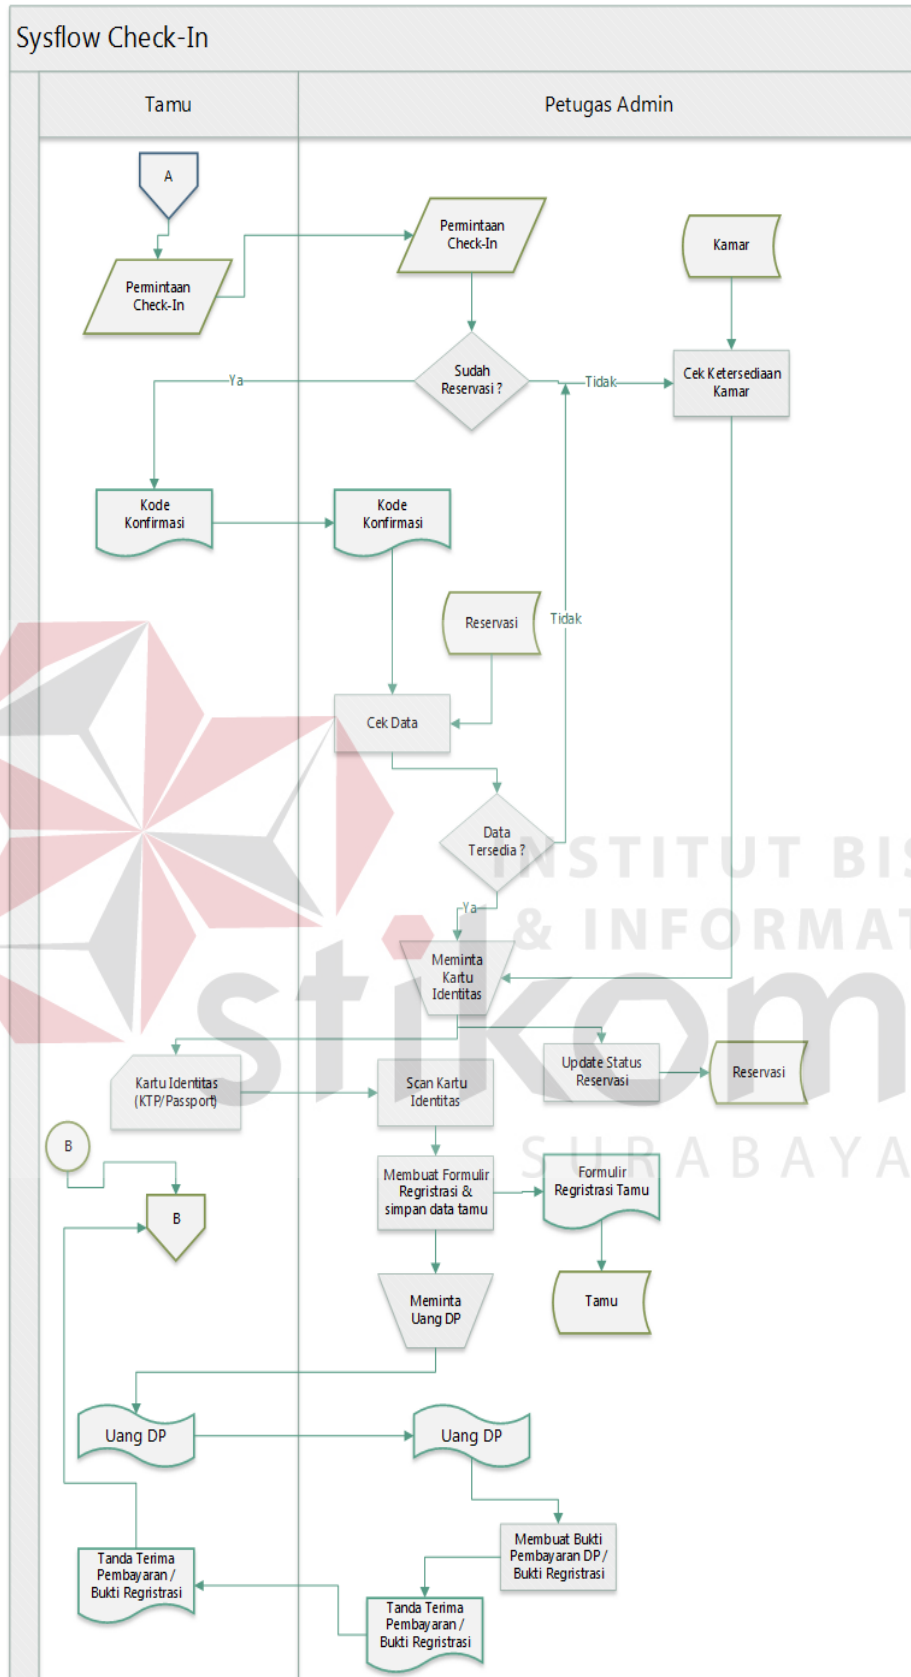 Sysflow Check-In
Tamu
Petugas Admin
A
Permintaan
Check-In
Permintaan
Check-In
Kamar
Sudah
Reservasi ?
Ya
Tidak
Cek Ketersediaan
Kamar
Kode
Konfirmasi
Kode
Konfirmasi
Reservasi
Tidak
Cek Data
Data
Tersedia ?
INSTITUT BIS
& INFORMAT
stikom
SURABAYA
Ya
Meminta
Kartu
Identitas
Kartu Identitas
(KTP/Passport)
Scan Kartu
Identitas
Update Status
Reservasi
Reservasi
B
B
Membuat Formulir
Regristrasi &
simpan data tamu
Formulir
Regristrasi Tamu
Meminta
Uang DP
Tamu
Uang DP
Uang DP
Membuat Bukti
Pembayaran DP /
Bukti Regristrasi
Tanda Terima
Pembayaran /
Bukti Regristrasi
Tanda Terima
Pembayaran /
Bukti Regristrasi